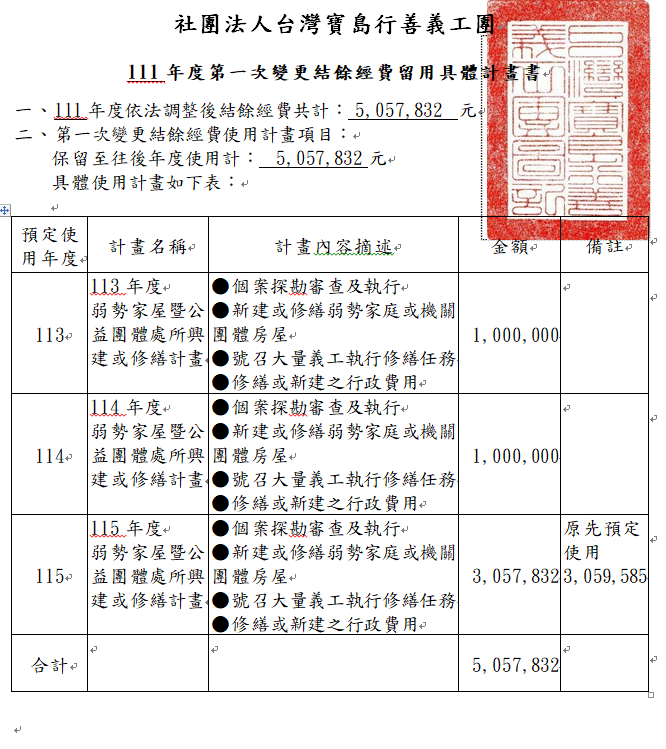 社團法人台灣寶島行善義工團
111 年度第一次變更結餘經費留用具體計畫書
一、111 年度依法調整後結餘經費共計： 5,057,832 元
二、第一次變更結餘經費使用計畫項目：
保留至往後年度使用計： 5,057,832 元
具體使用計畫如下表：
預定使用年度 計畫名稱 計畫內容摘述 金額 備註
113
113 年度
弱勢家屋暨公
益團體處所興
建或修繕計畫
●個案探勘審查及執行
●新建或修繕弱勢家庭或機關
團體房屋
●號召大量義工執行修繕任務
●修繕或新建之行政費用
1,000,000
114
114 年度
弱勢家屋暨公
益團體處所興
建或修繕計畫
●個案探勘審查及執行
●新建或修繕弱勢家庭或機關
團體房屋
●號召大量義工執行修繕任務
●修繕或新建之行政費用
1,000,000
115
115 年度
弱勢家屋暨公
益團體處所興
建或修繕計畫
●個案探勘審查及執行
●新建或修繕弱勢家庭或機關
團體房屋
●號召大量義工執行修繕任務
●修繕或新建之行政費用
3,057,832
原先預定
使用
3,059,585
合計 5,057,832